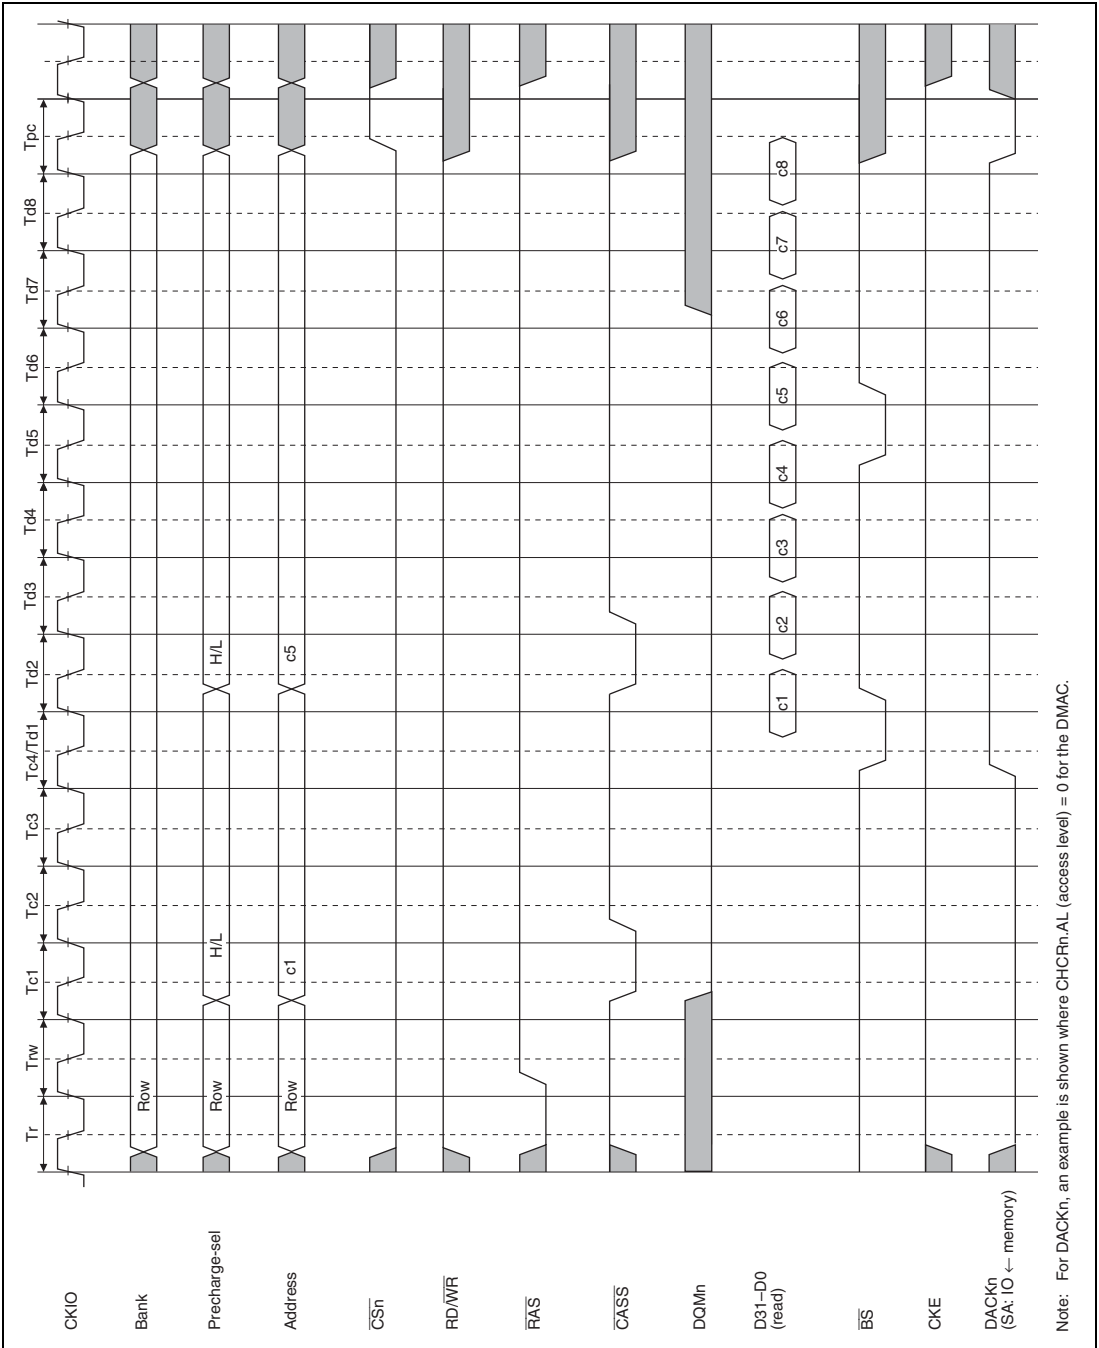 Tr Trw Tc1 Tc2 Tc3 Tc4/Td1 Td2 Td3 Td4 Td5 Td6 Td7 Td8 Tpc
CKIO
Bank Row
Precharge-sel Row H/L H/L
Address Row c1 c5
CSn
RD/WR
RAS
CASS
DQMn
D31–D0
(read)
c1 c2 c3 c4 c5 c6 c7 c8
BS
CKE
DACKn
(SA: IO ← memory)
Note: For DACKn, an example is shown where CHCRn.AL (access level) = 0 for the DMAC.